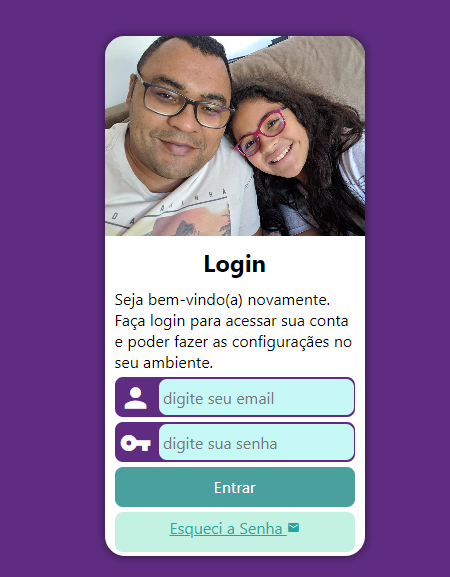 Login
Seja bem-vindo(a) novamente.
Faça login para acessar sua conta
e poder fazer as configurações no
seu ambiente.
digite seu email
digite sua senha
Entrar
Esqueci a Senha